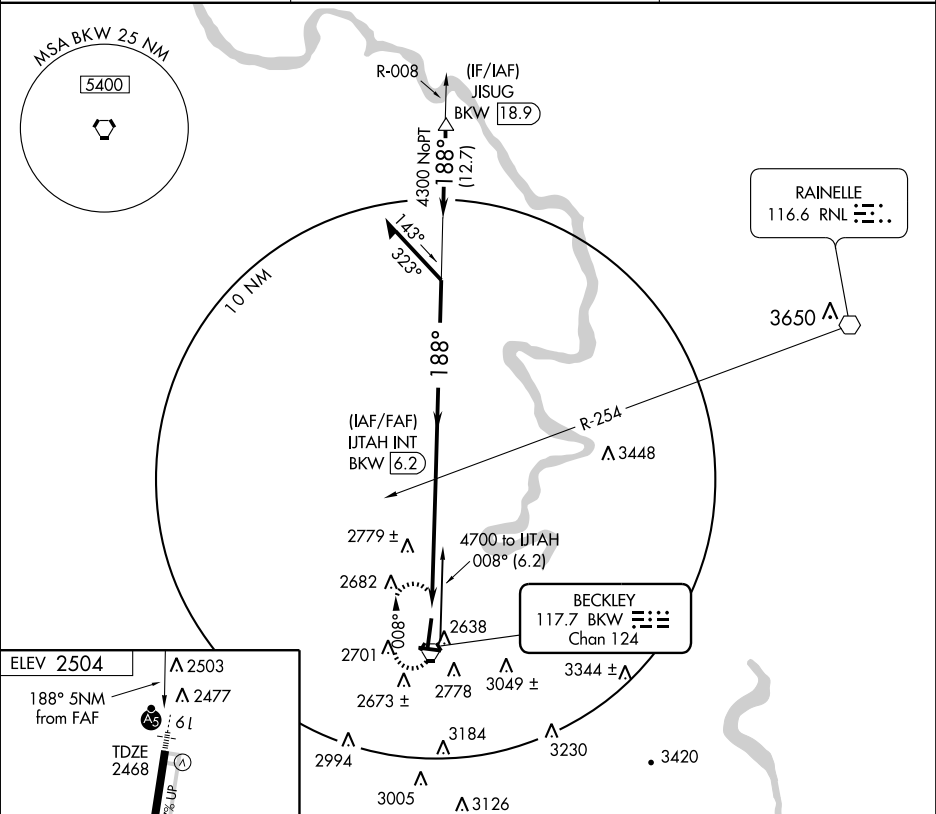 MSA BKW 25 NM
5400
R-008
(IF/IAF)
JISUG
BKW 18.9
4300 NoPT
188°
(12.7)
RAINELLE
116.6 RNL
143°
323°
10 NM
3650
188°
R-254
(IAF/FAF)
IJTAH INT
BKW 6.2
3448
2779 ±
4700 to IJTAH
008° (6.2)
2682
008°
BECKLEY
117.7 BKW
Chan 124
2638
2701
2673 ±
2778
3049 ±
3344 ±
ELEV 2504
2503
188° 5NM
from FAF
2477
A5
19
TDZE
2468
V
% UP
2994
3184
3230
3420
3005
3126